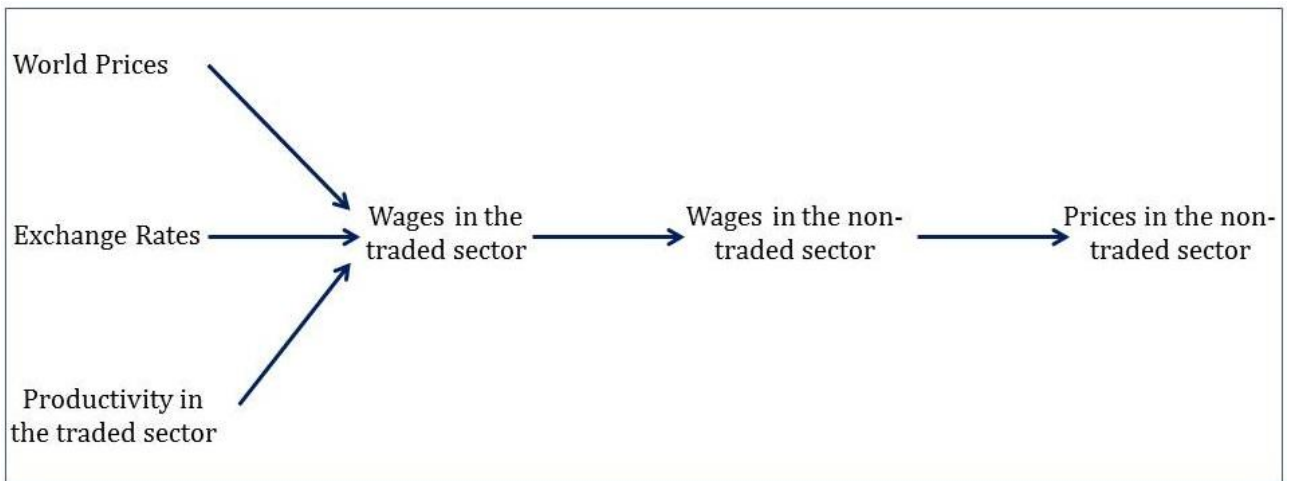 World Prices
Exchange Rates
Wages in the
traded sector
Wages in the non-
traded sector
Prices in the non-
traded sector
Productivity in
the traded sector